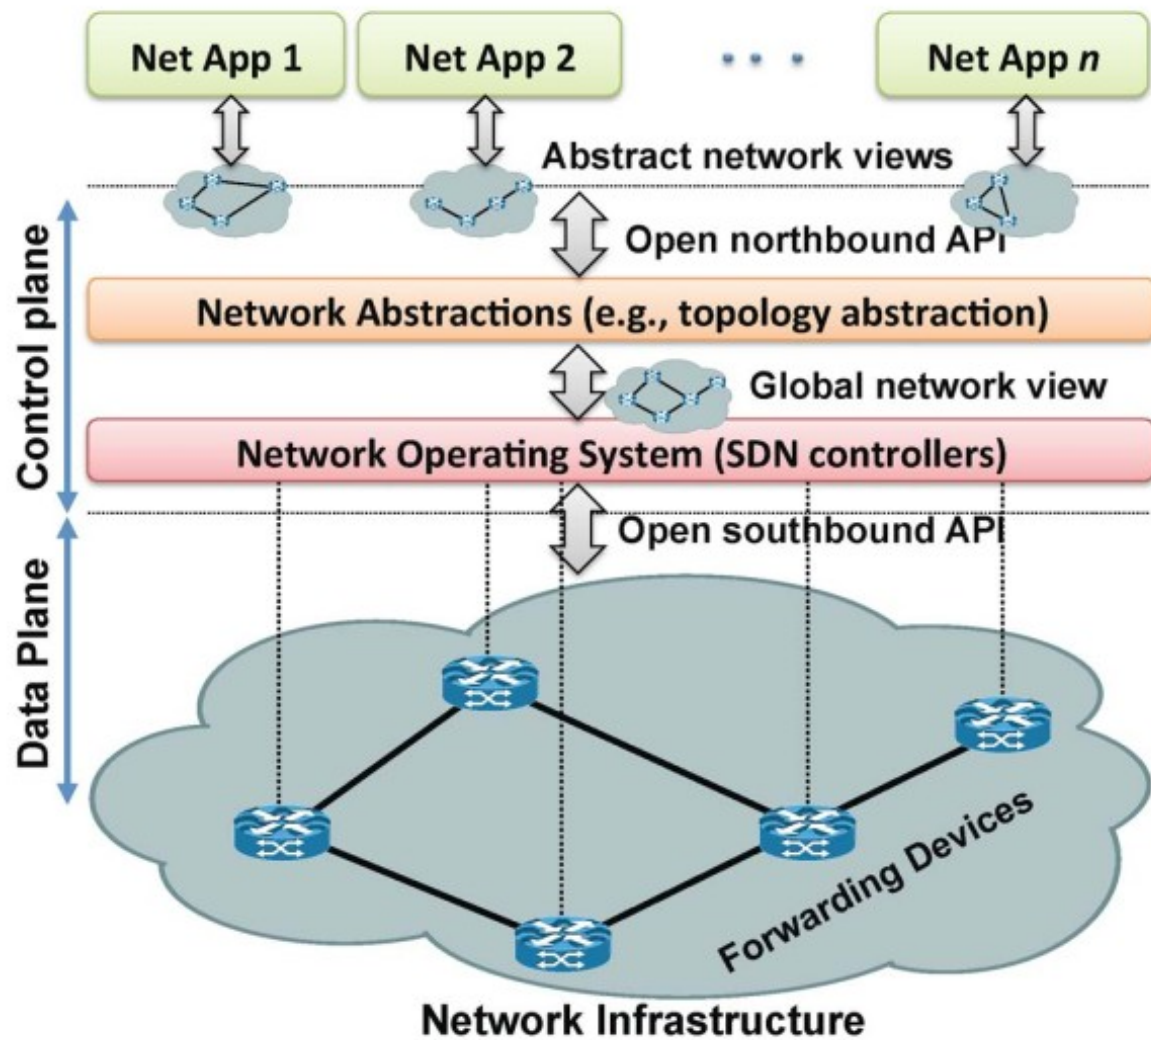 Net App 1
Net App 2
Net App n
Abstract network views
Open northbound API
Control plane
Network Abstractions (e.g., topology abstraction)
Global network view
Network Operating System (SDN controllers)
Open southbound API
Data Plane
Forwarding Devices
Network Infrastructure